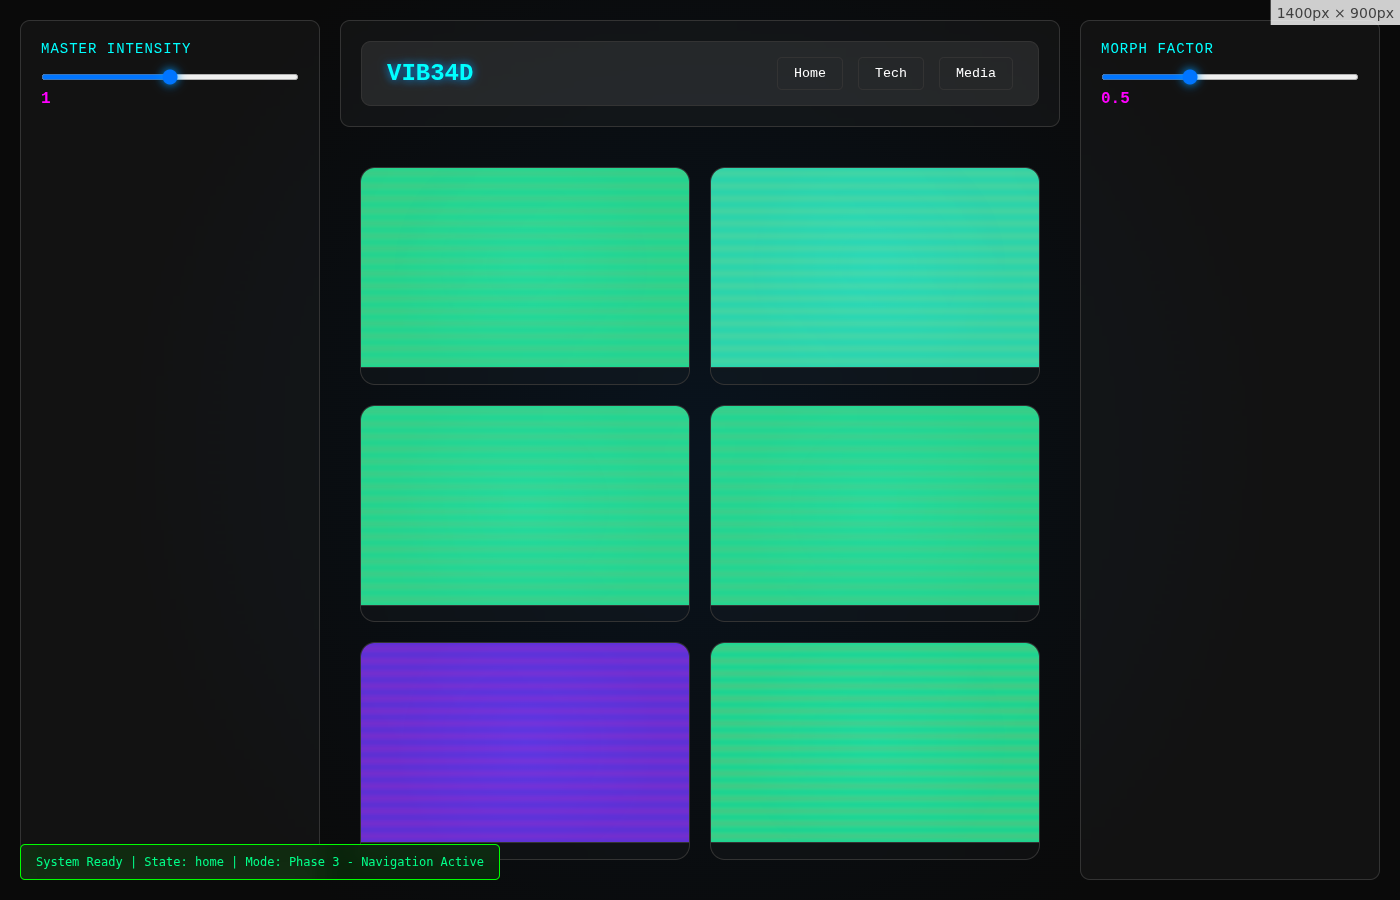 1400px × 900px
MASTER INTENSITY
1
VIB34D
Home
Tech
Media
MORPH FACTOR
0.5
System Ready | State: home | Mode: Phase 3 - Navigation Active